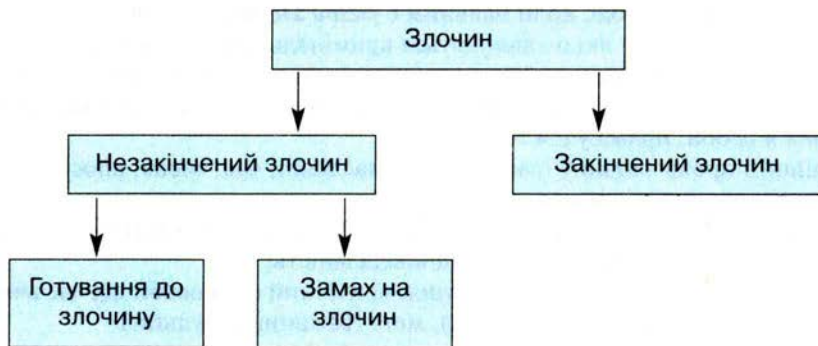 Злочин
Незакінчений злочин
Закінчений злочин
Готування до
злочину
Замах на
злочин